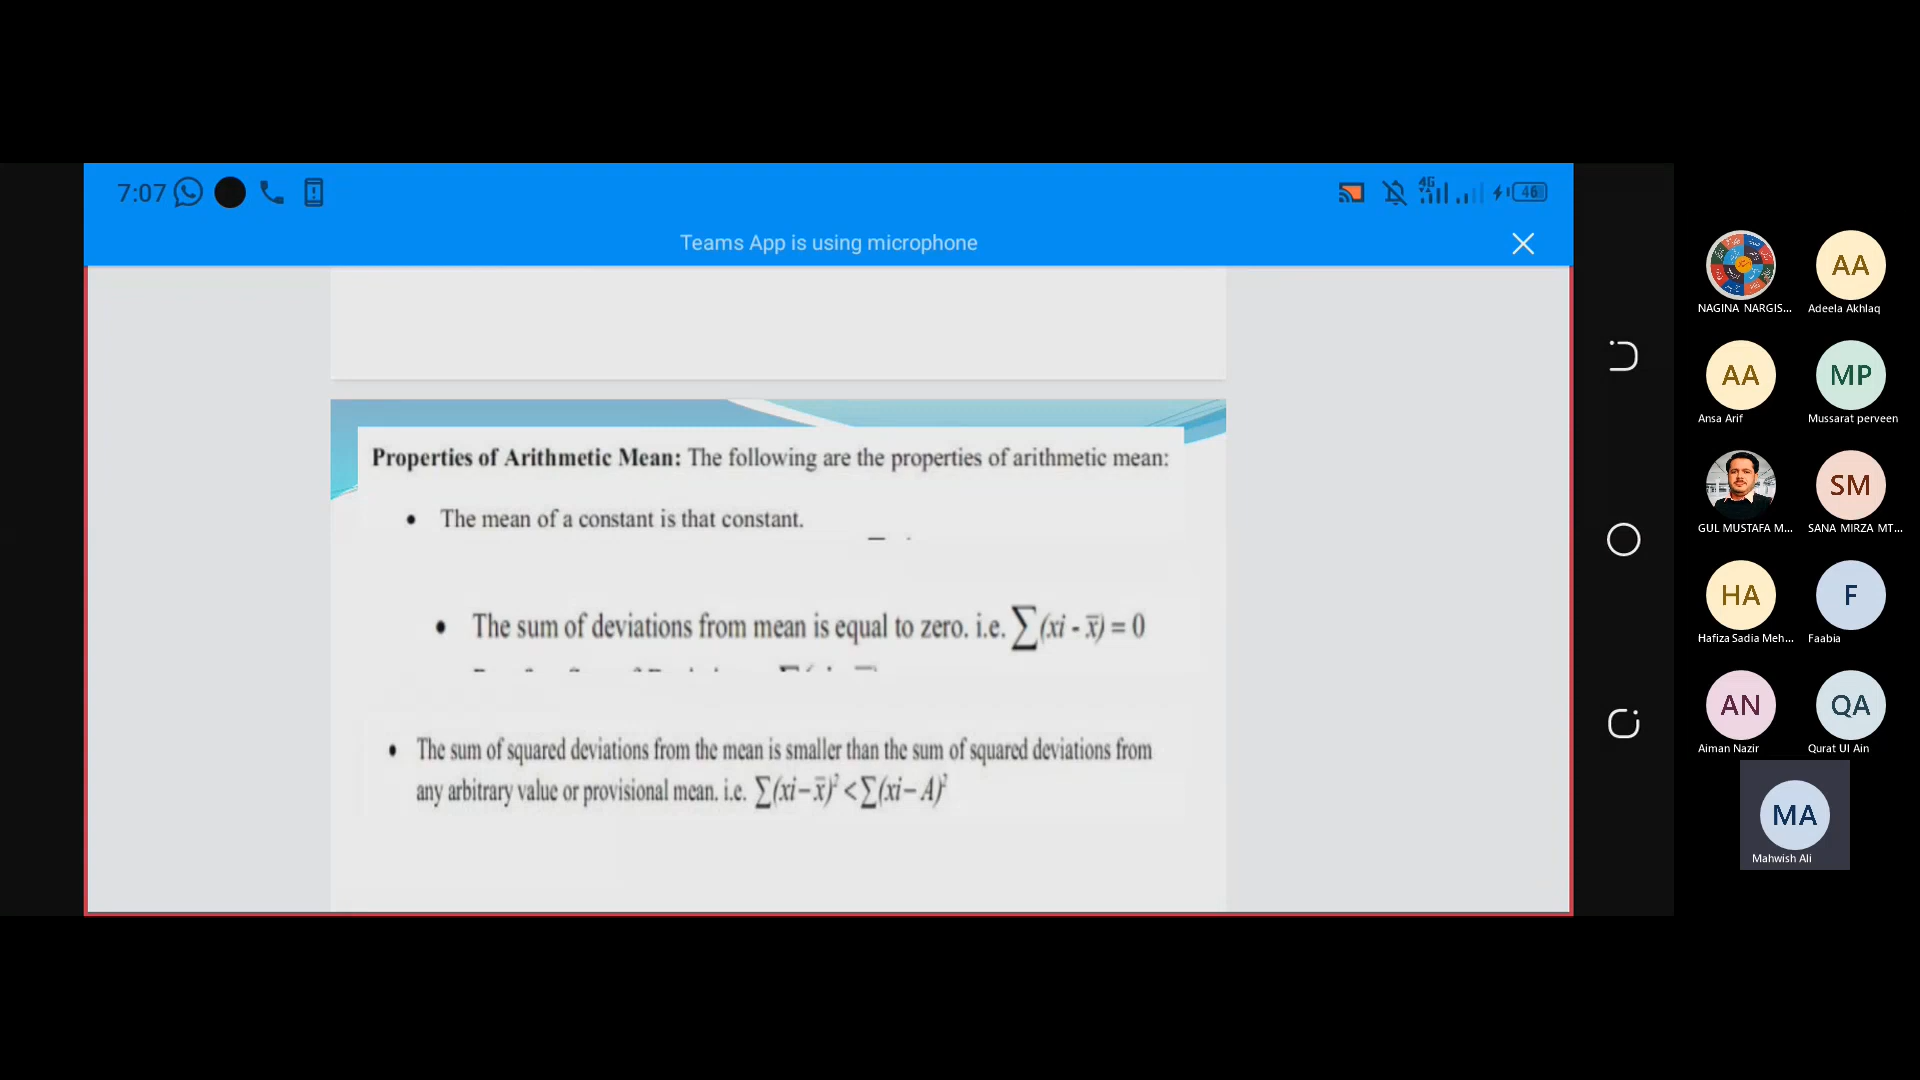 7:07
4G
46
Teams App is using microphone
Properties of Arithmetic Mean: The following are the properties of arithmetic mean:
• The mean of a constant is that constant.
• The sum of deviations from mean is equal to zero. i.e. ∑(xi - x̅) = 0
• The sum of squared deviations from the mean is smaller than the sum of squared deviations from
any arbitrary value or provisional mean. i.e. ∑(xi – x̅)² < ∑(xi – A)²
NAGINA NARGIS...
AA
Adeela Akhlaq
AA
Ansa Arif
MP
Mussarat perveen
GUL MUSTAFA M...
SM
SANA MIRZA MT...
HA
Hafiza Sadia Meh...
F
Faabia
AN
Aiman Nazir
QA
Qurat Ul Ain
MA
Mahwish Ali